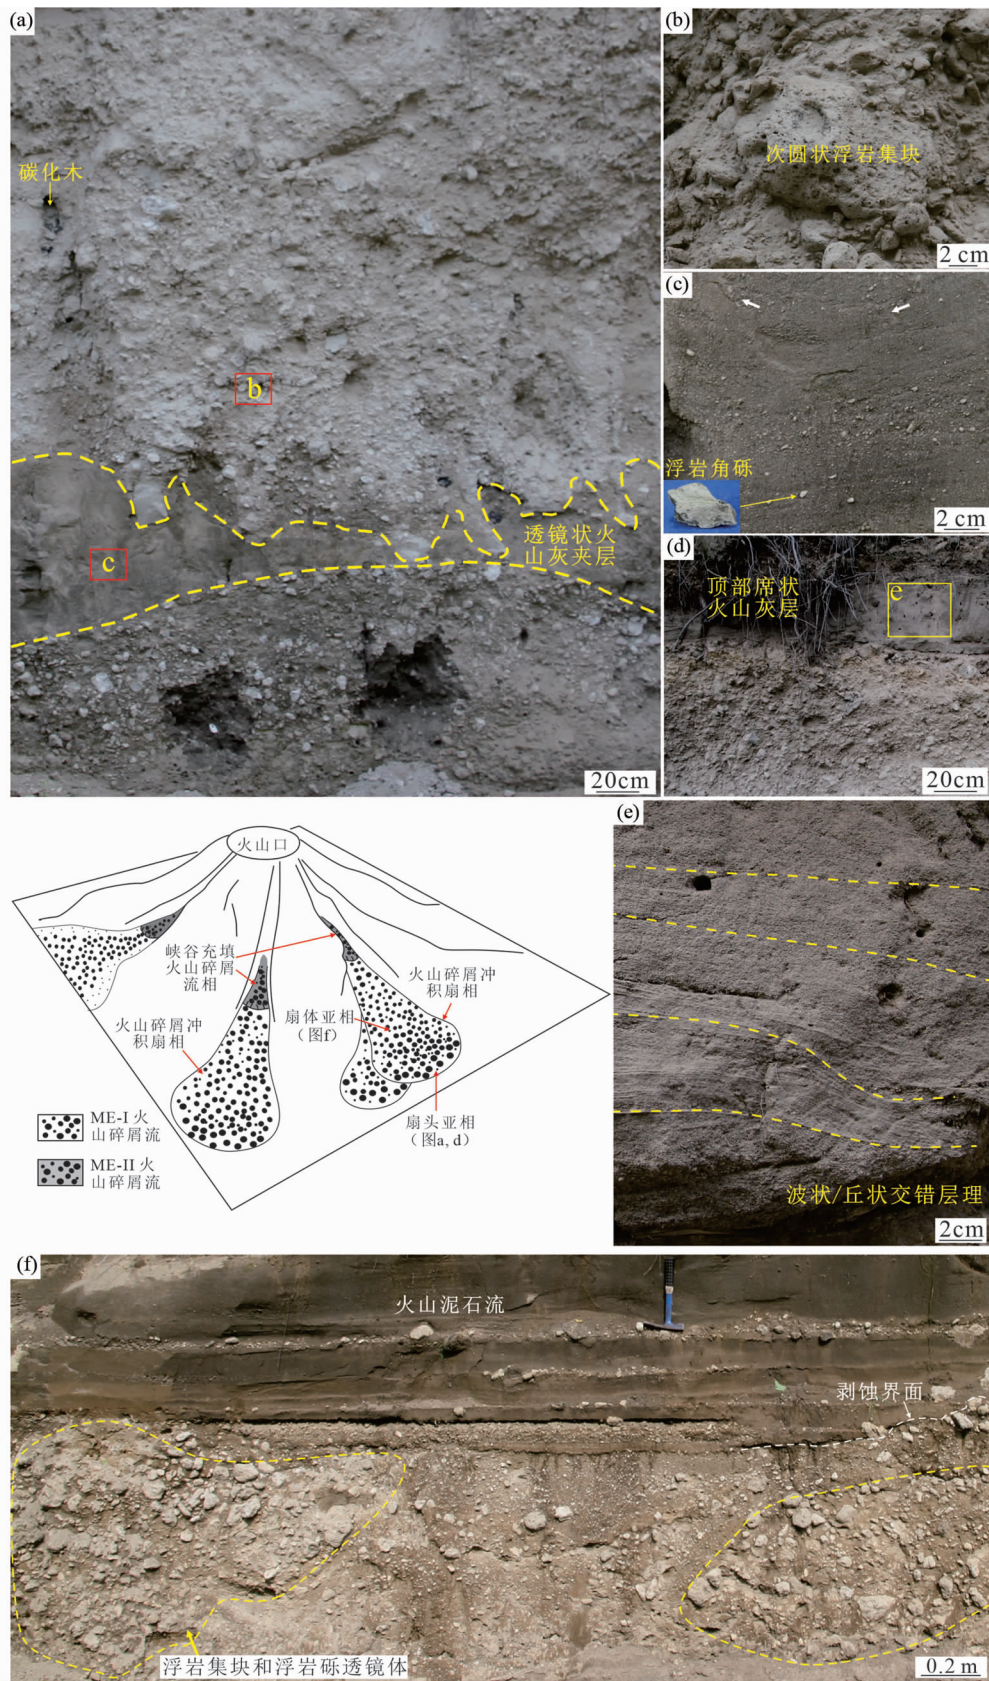 (a)
碳化木
b
c
透镜状火
山灰夹层
20cm
(b)
次圆状浮岩集块
2 cm
(c)
浮岩角砾
2 cm
(d)
顶部席状
火山灰层
e
20cm
火山口
峡谷充填
火山碎屑
流相
火山碎屑冲
积扇相
扇体亚相
(图f)
火山碎屑冲
积扇相
扇头亚相
(图a, d)
ME-I 火
山碎屑流
ME-II 火
山碎屑流
(e)
波状/丘状交错层理
2cm
(f)
火山泥石流
剥蚀界面
浮岩集块和浮岩砾透镜体
0.2 m